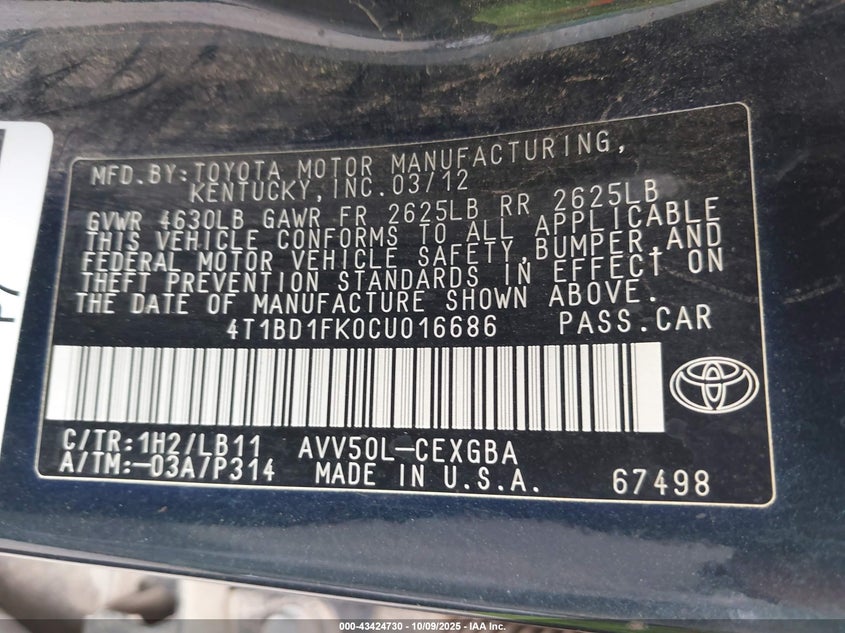 MFD.BY:TOYOTA MOTOR MANUFACTURING,
KENTUCKY,INC.03/12
GVWR 4630LB GAWR FR 2625LB RR 2625LB
THIS VEHICLE CONFORMS TO ALL APPLICABLE
FEDERAL MOTOR VEHICLE SAFETY,BUMPER,AND
THEFT PREVENTION STANDARDS IN EFFECT ON
THE DATE OF MANUFACTURE SHOWN ABOVE.
4T1BD1FK0CU016686 PASS.CAR
C/TR:1H2/LB11 AVV50L-CEXGBA
A/TM:-03A/P314 MADE IN U.S.A. 67498
000-43424730 - 10/09/2025 - IAA Inc.